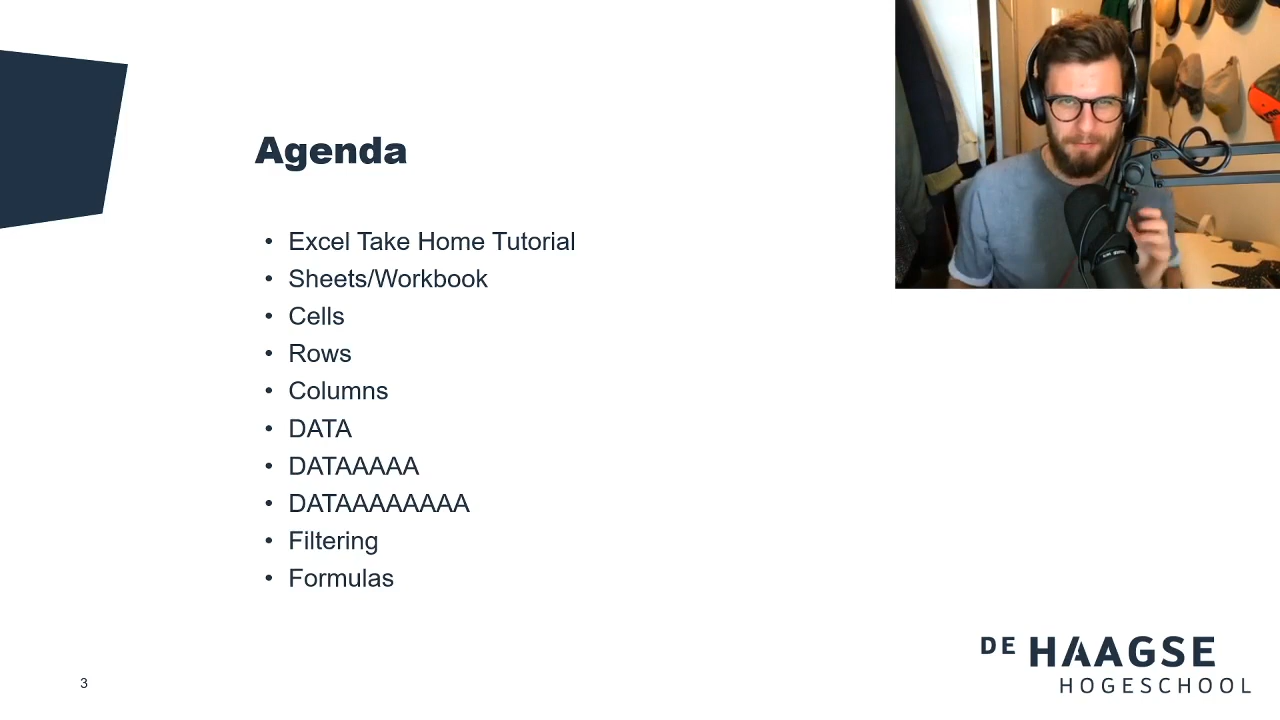 Agenda
• Excel Take Home Tutorial
• Sheets/Workbook
• Cells
• Rows
• Columns
• DATA
• DATAAAAA
• DATAAAAAAAA
• Filtering
• Formulas
3
DE HAAGSE
HOGESCHOOL